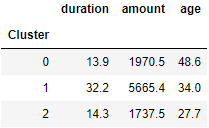 duration amount age
Cluster
0 13.9 1970.5 48.6
1 32.2 5665.4 34.0
2 14.3 1737.5 27.7